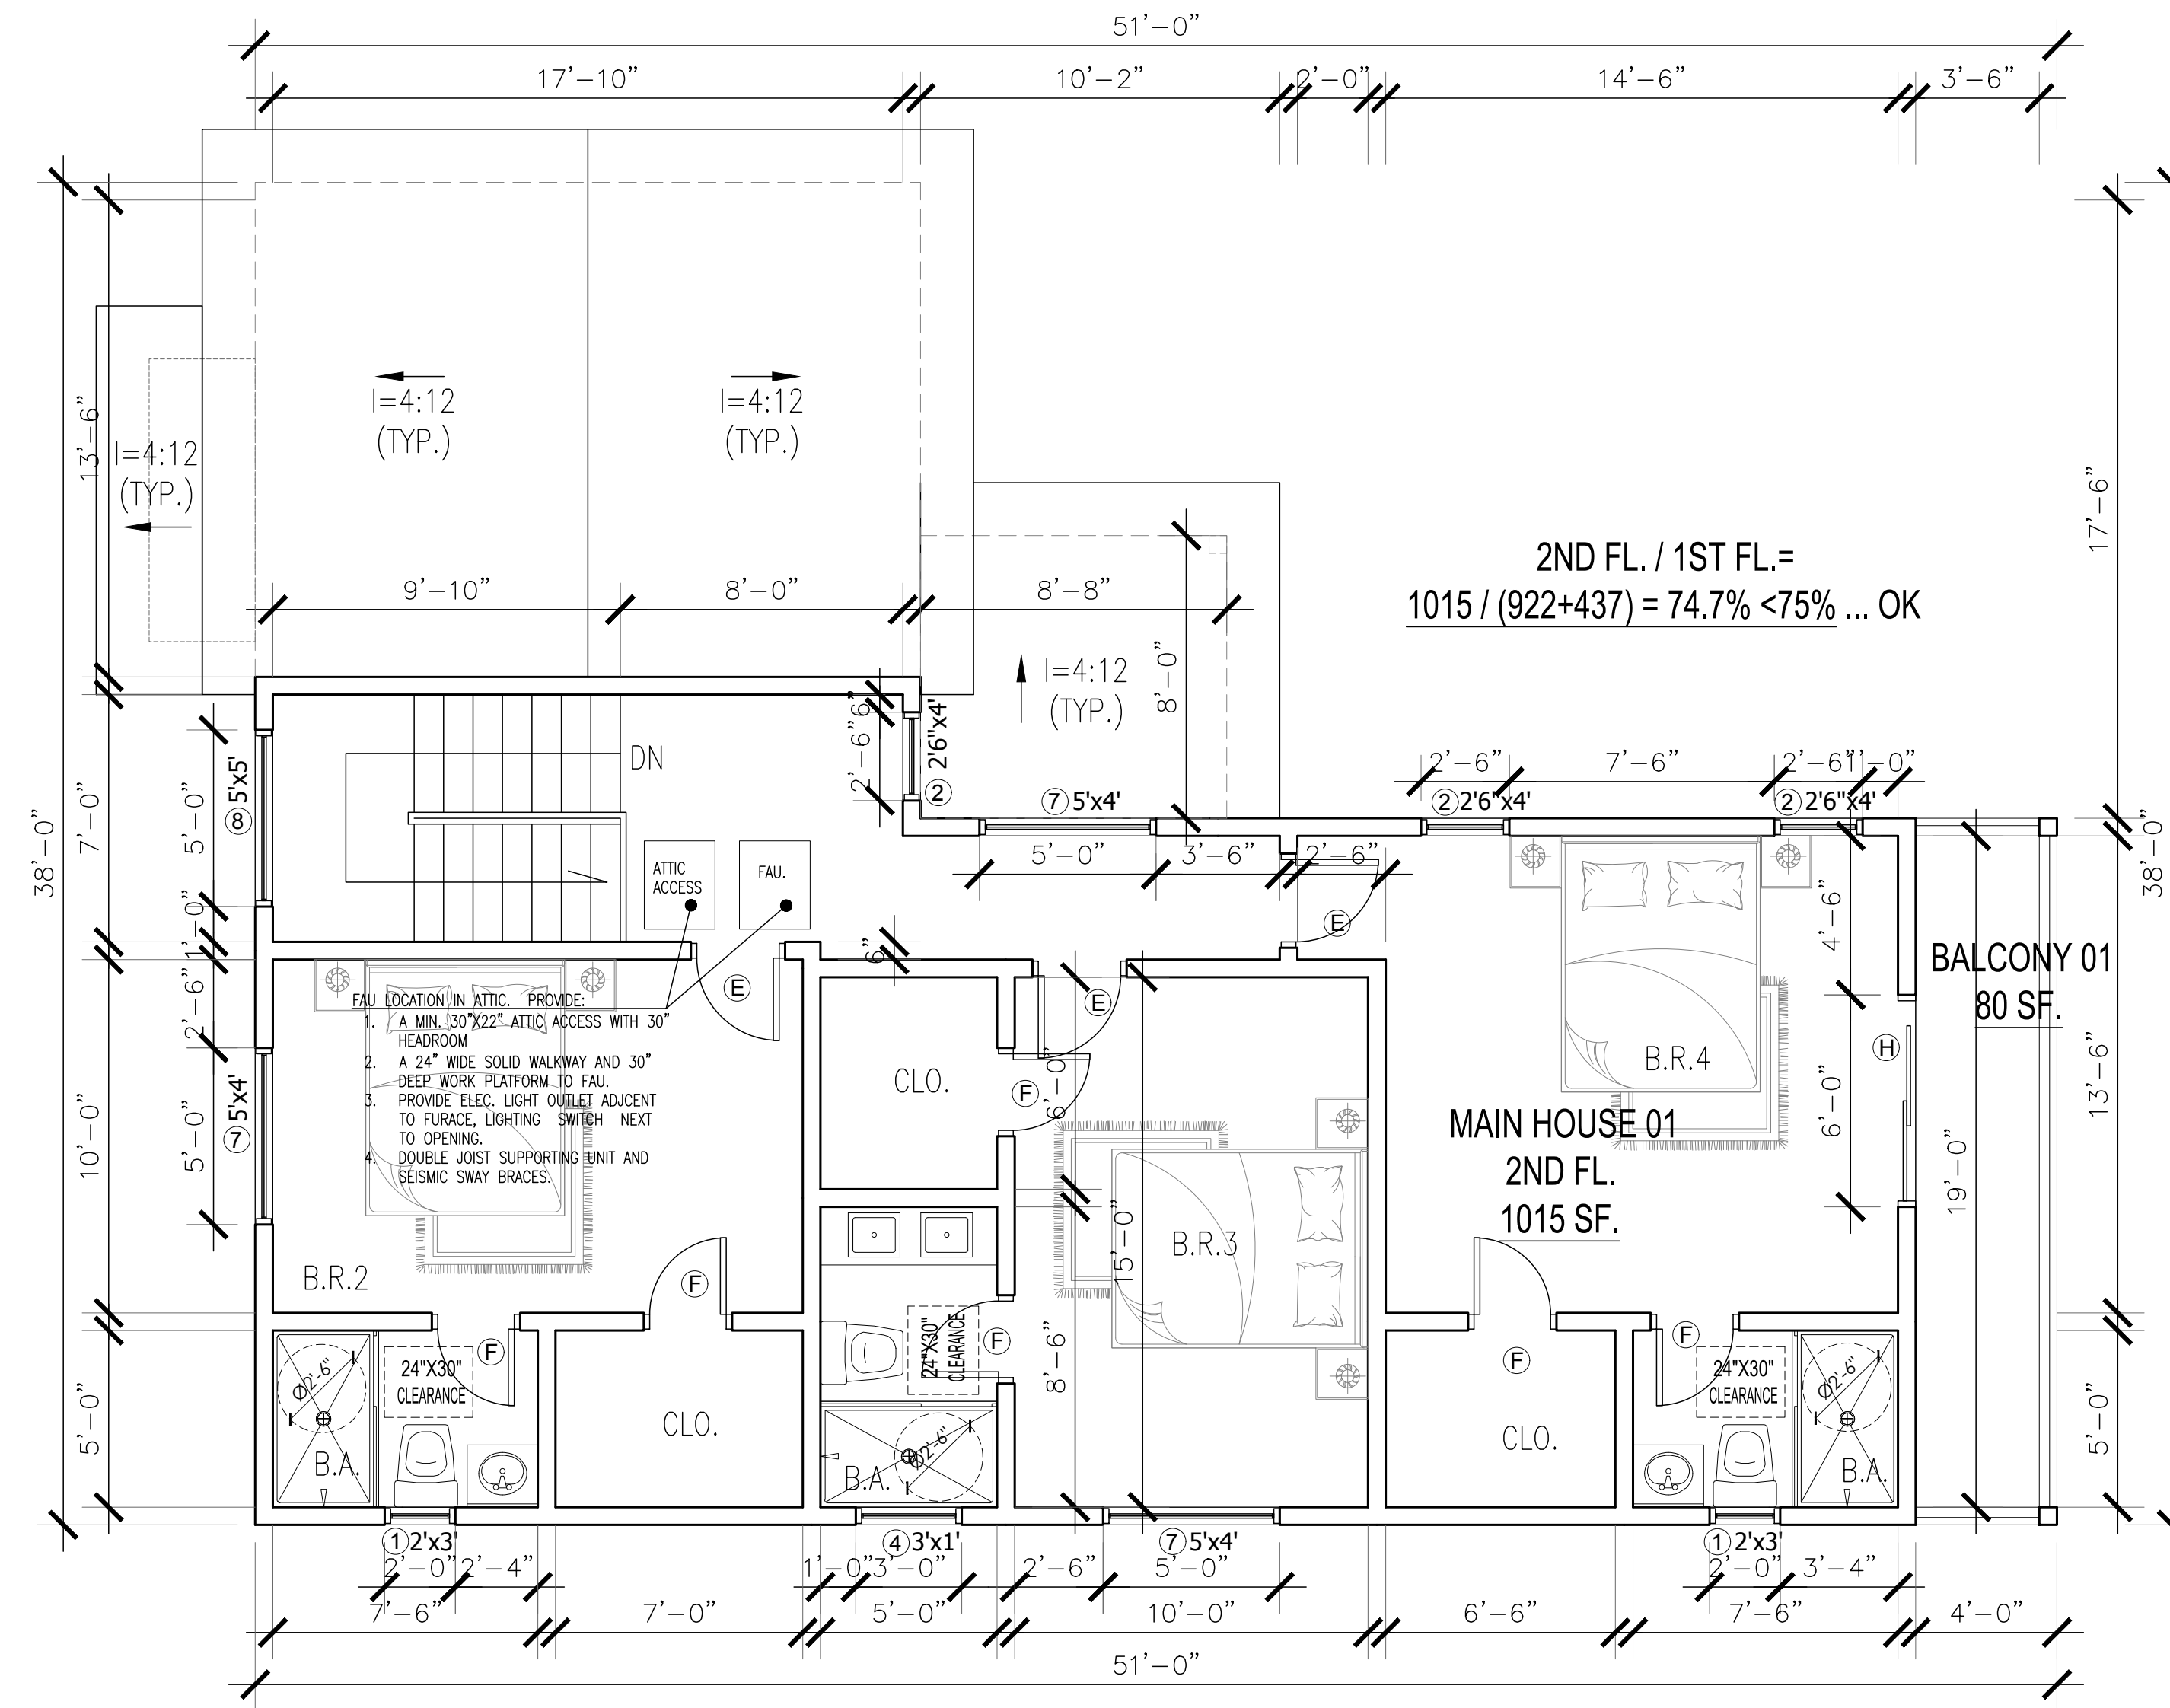 51'-0"
17'-10"
10'-2"
2'-0"
14'-6"
3'-6"
I=4:12
(TYP.)
I=4:12
(TYP.)
I=4:12
(TYP.)
13'-6"
17'-6"
2ND FL. / 1ST FL.=
1015 / (922+437) = 74.7% <75% ... OK
9'-10"
8'-0"
8'-8"
8'-0"
I=4:12
(TYP.)
6"
2'-6"
2'6"x4'
2
DN
8 5'x5'
5'-0"
7'-0"
38'-0"
7 5'x4'
2'-6"
7'-6"
2'-6"
1'-0"
2 2'6"x4'
2 2'6"x4'
5'-0"
3'-6"
2'-6"
38'-0"
ATTIC
ACCESS
FAU.
E
1'-0"
6"
4'-6"
BALCONY 01
80 SF.
2'-6"
E
E
H
FAU LOCATION IN ATTIC. PROVIDE:
1. A MIN. 30"X22" ATTIC ACCESS WITH 30"
HEADROOM
2. A 24" WIDE SOLID WALKWAY AND 30"
DEEP WORK PLATFORM TO FAU.
3. PROVIDE ELEC. LIGHT OUTLET ADJCENT
TO FURACE, LIGHTING SWITCH NEXT
TO OPENING.
4. DOUBLE JOIST SUPPORTING UNIT AND
SEISMIC SWAY BRACES.
CLO.
F
6'-0"
B.R.4
13'-6"
7 5'x4'
5'-0"
10'-0"
MAIN HOUSE 01
2ND FL.
1015 SF.
6'-0"
19'-0"
B.R.2
F
15'-0"
B.R.3
F
24"X30"
CLEARANCE
Ø2'-6"
B.A.
5'-0"
CLO.
24"X30"
CLEARANCE
F
8'-6"
Ø2'-6"
B.A.
F
CLO.
F
24"X30"
CLEARANCE
Ø2'-6"
B.A.
5'-0"
1 2'x3'
4 3'x1'
7 5'x4'
1 2'x3'
2'-0"
2'-4"
1'-0"
3'-0"
2'-6"
5'-0"
2'-0"
3'-4"
7'-6"
7'-0"
5'-0"
10'-0"
6'-6"
7'-6"
4'-0"
51'-0"